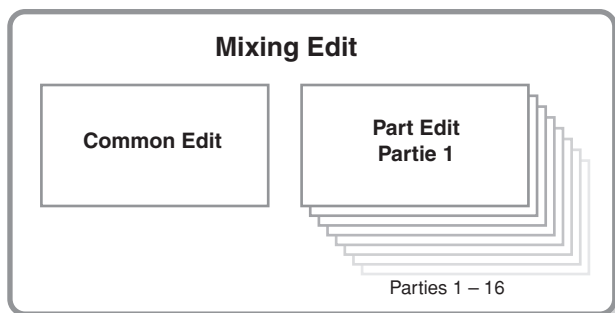 Mixing Edit
Common Edit
Part Edit
Partie 1
Parties 1 – 16